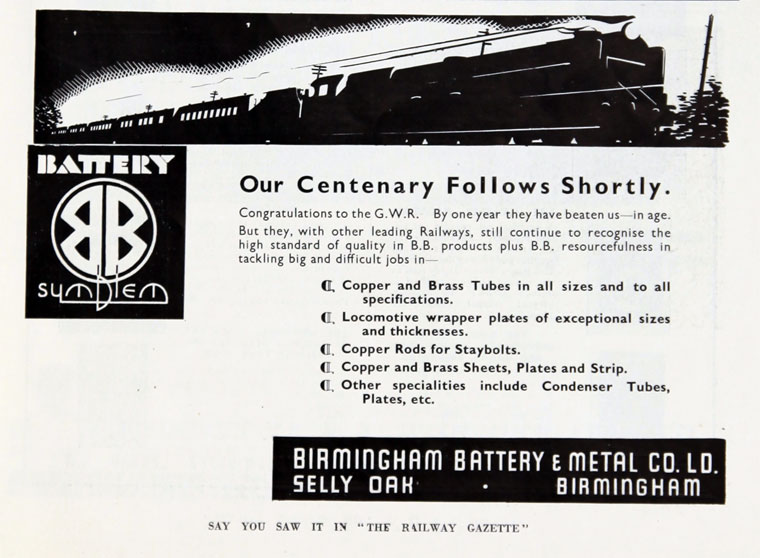 BATTERY
BB
SYMBLEM
Our Centenary Follows Shortly.
Congratulations to the G.W.R. By one year they have beaten us—in age.
But they, with other leading Railways, still continue to recognise the
high standard of quality in B.B. products plus B.B. resourcefulness in
tackling big and difficult jobs in—
Copper and Brass Tubes in all sizes and to all
specifications.
Locomotive wrapper plates of exceptional sizes
and thicknesses.
Copper Rods for Staybolts.
Copper and Brass Sheets, Plates and Strip.
Other specialities include Condenser Tubes,
Plates, etc.
BIRMINGHAM BATTERY & METAL CO. LD.
SELLY OAK · BIRMINGHAM
SAY YOU SAW IT IN "THE RAILWAY GAZETTE"